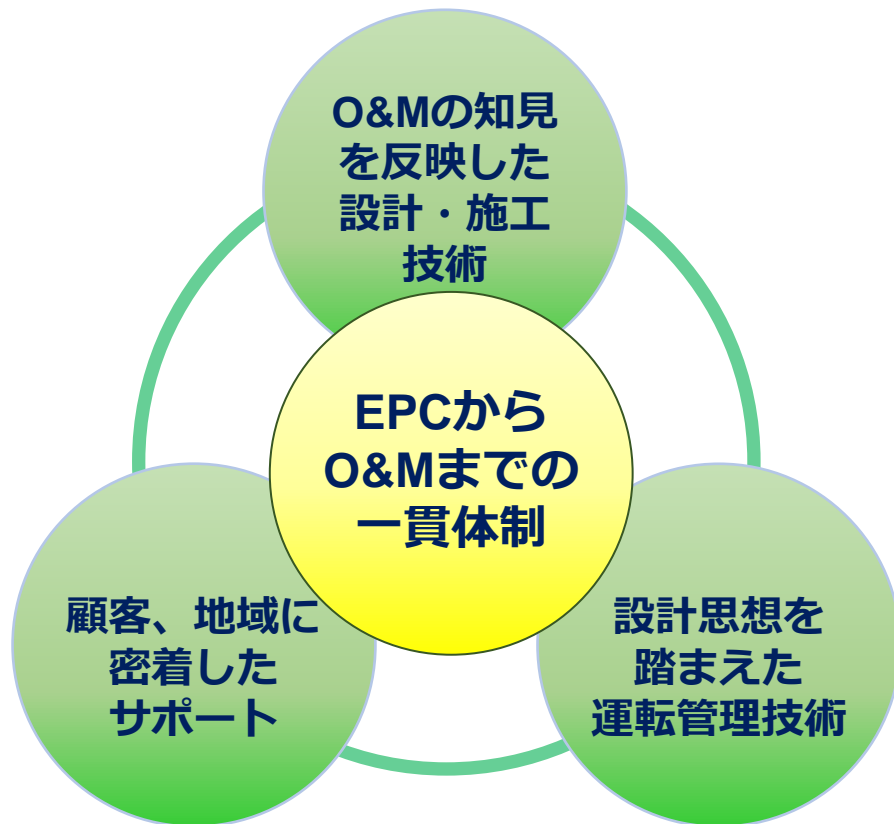 O&Mの知見
を反映した
設計・施工
技術
EPCから
O&Mまでの
一貫体制
顧客、地域に
密着した
サポート
設計思想を
踏まえた
運転管理技術